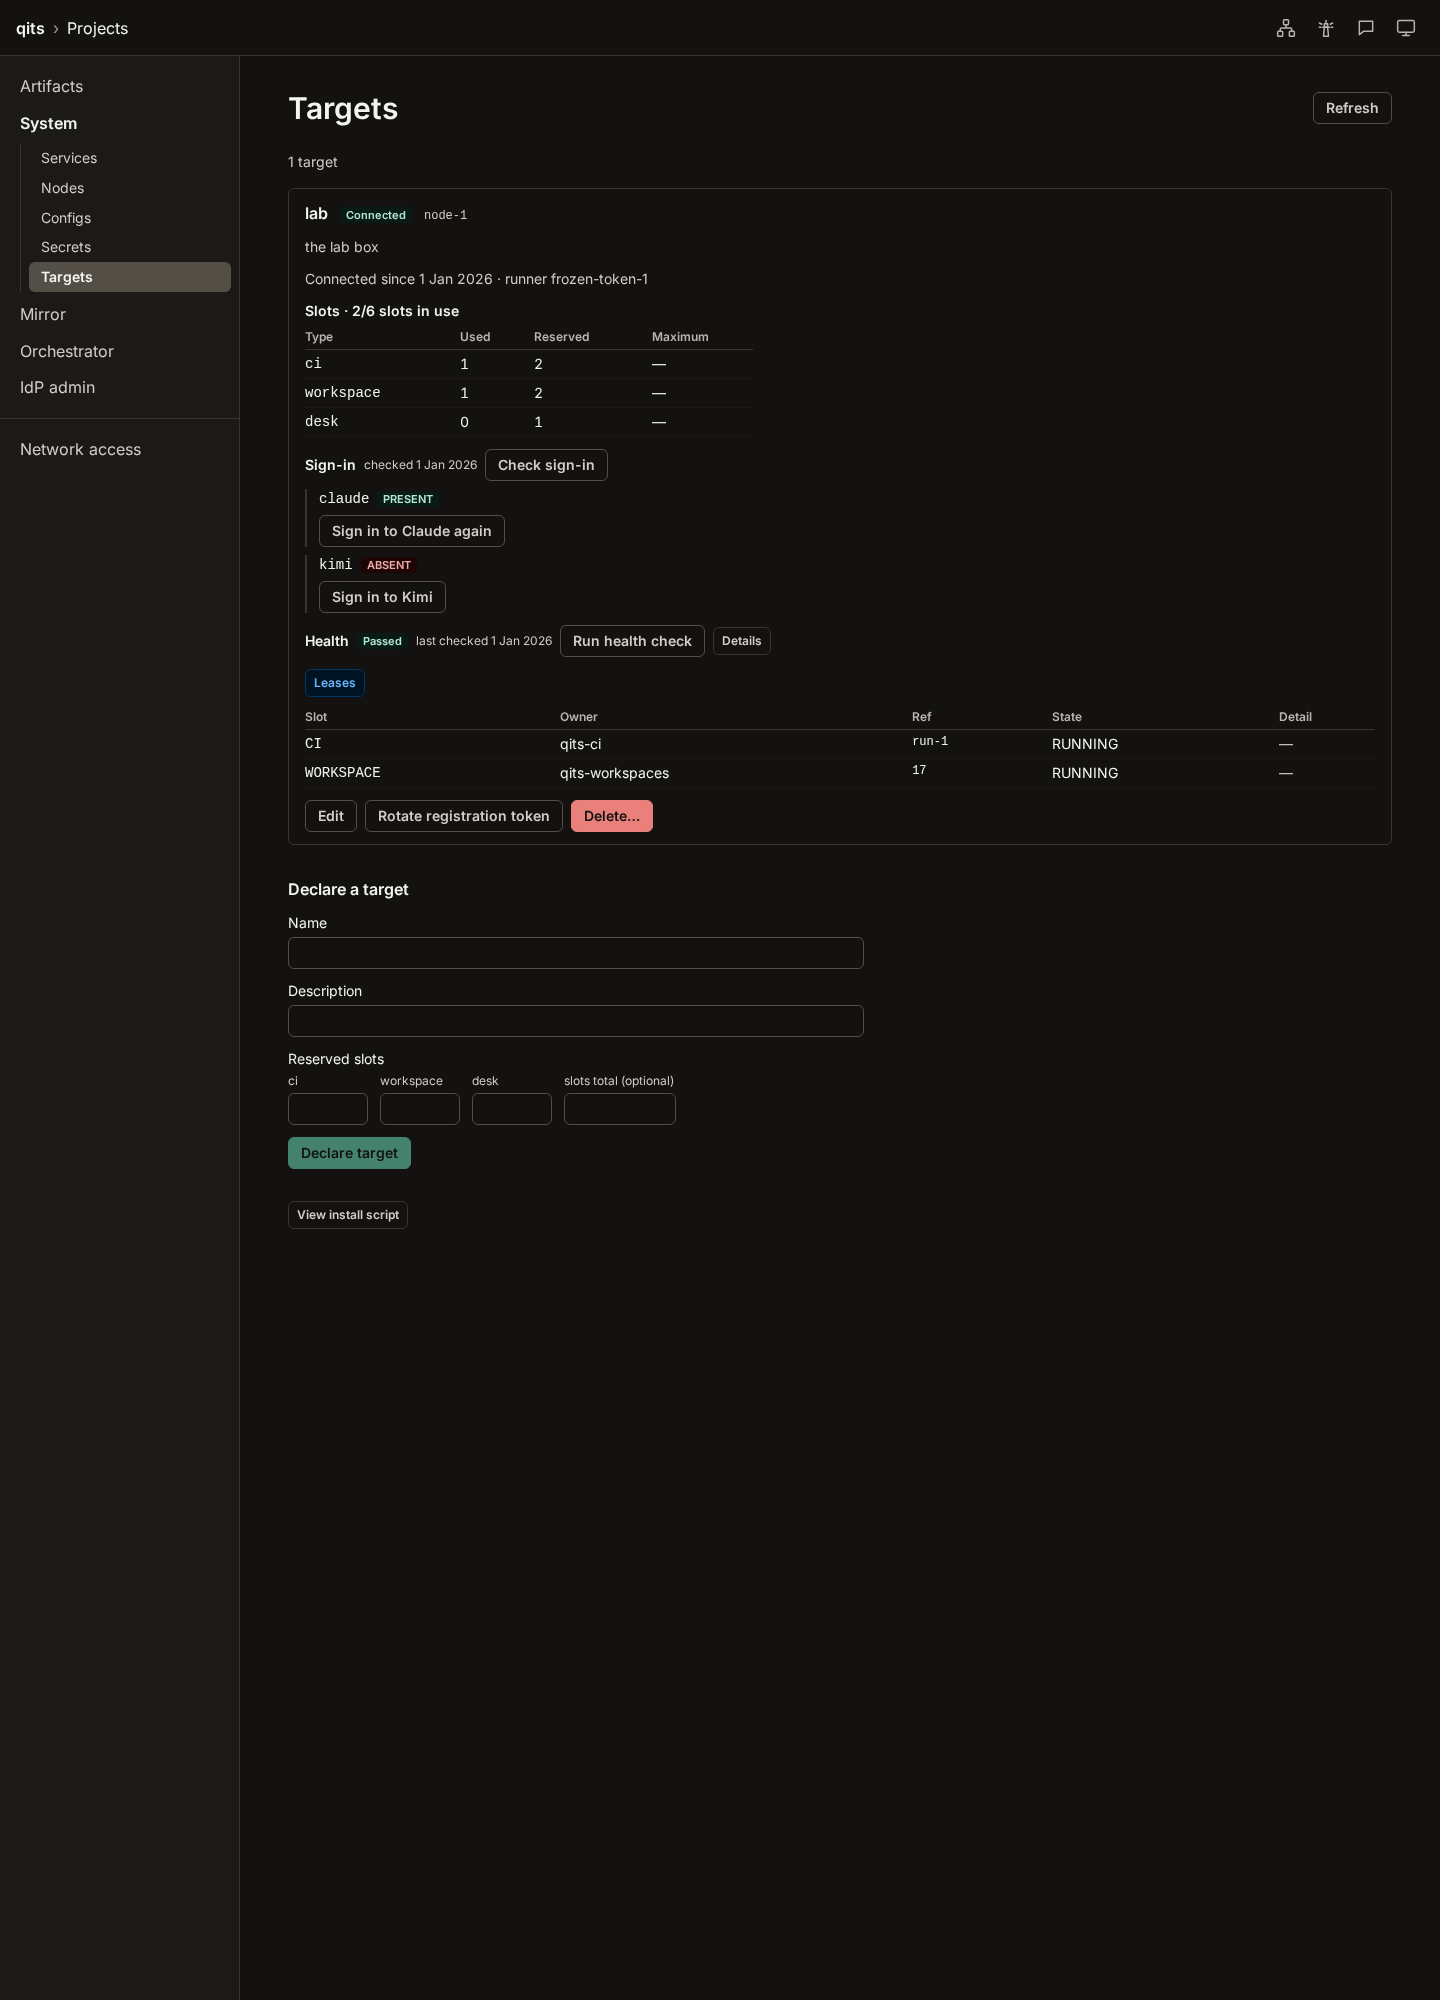 qits › Projects
Artifacts
System
Services
Nodes
Configs
Secrets
Targets
Mirror
Orchestrator
IdP admin
Network access
Targets
Refresh
1 target
lab Connected node-1
the lab box
Connected since 1 Jan 2026 · runner frozen-token-1
Slots · 2/6 slots in use
Type Used Reserved Maximum
ci 1 2 —
workspace 1 2 —
desk 0 1 —
Sign-in checked 1 Jan 2026 Check sign-in
claude PRESENT
Sign in to Claude again
kimi ABSENT
Sign in to Kimi
Health Passed last checked 1 Jan 2026 Run health check Details
Leases
Slot Owner Ref State Detail
CI qits-ci run-1 RUNNING —
WORKSPACE qits-workspaces 17 RUNNING —
Edit Rotate registration token Delete…
Declare a target
Name
Description
Reserved slots
ci workspace desk slots total (optional)
Declare target
View install script